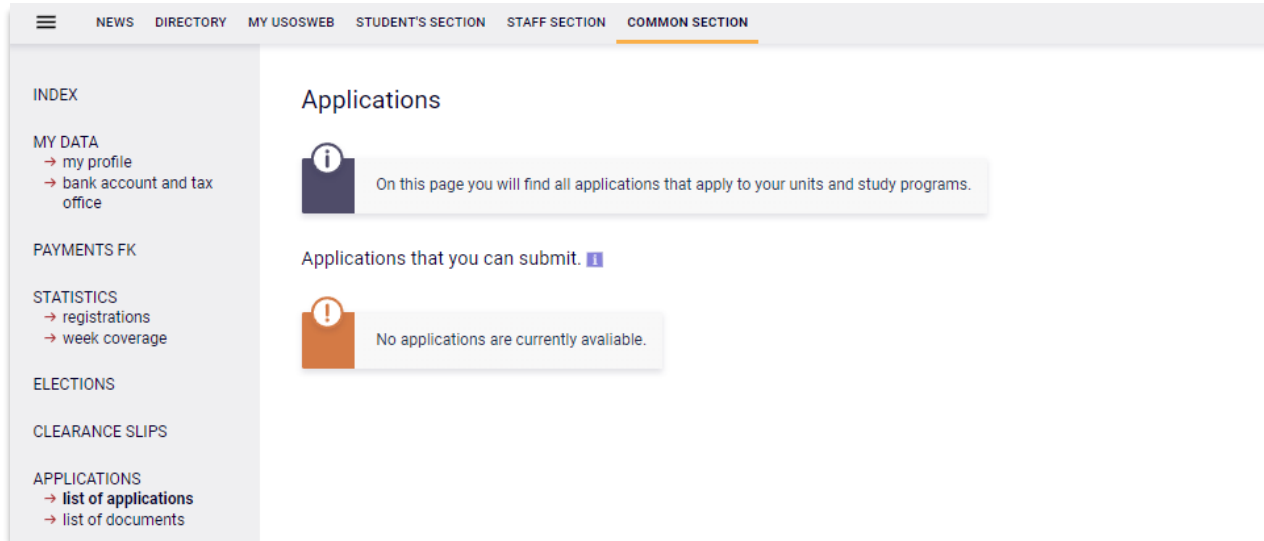 NEWS DIRECTORY MY USOSWEB STUDENT'S SECTION STAFF SECTION COMMON SECTION
INDEX
MY DATA
→ my profile
→ bank account and tax
office
PAYMENTS FK
STATISTICS
→ registrations
→ week coverage
ELECTIONS
CLEARANCE SLIPS
APPLICATIONS
→ list of applications
→ list of documents
Applications
On this page you will find all applications that apply to your units and study programs.
Applications that you can submit. i
No applications are currently avaliable.